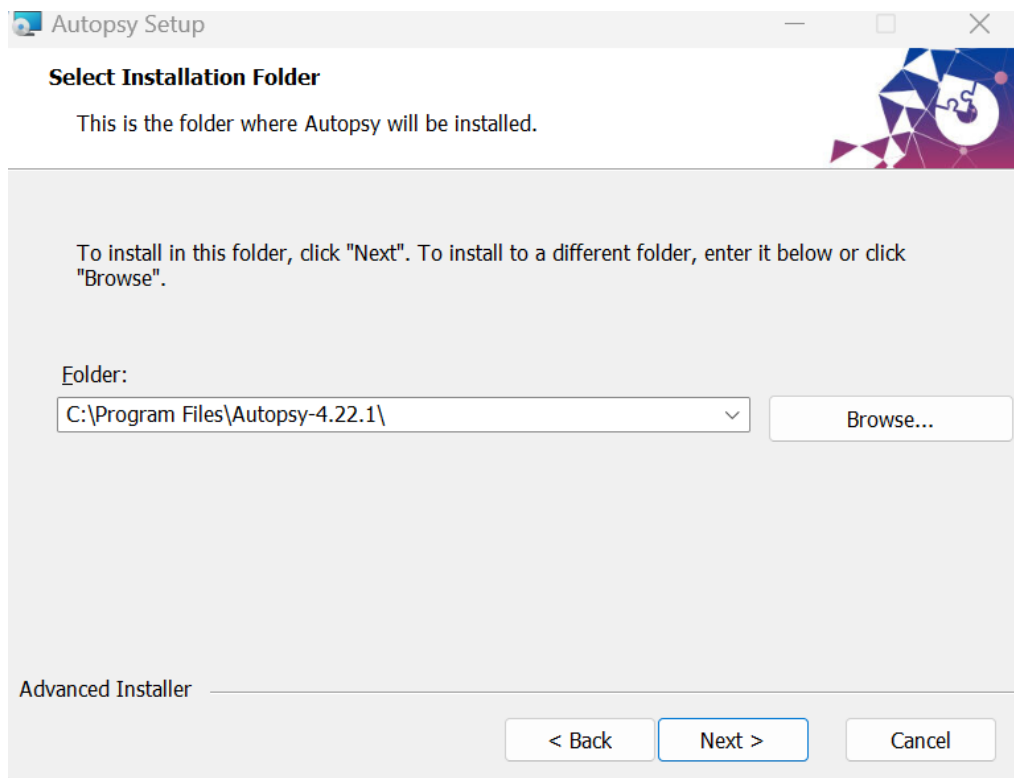 Autopsy Setup
Select Installation Folder
This is the folder where Autopsy will be installed.
To install in this folder, click "Next". To install to a different folder, enter it below or click
"Browse".
Folder:
C:\Program Files\Autopsy-4.22.1\
Browse...
Advanced Installer
< Back
Next >
Cancel